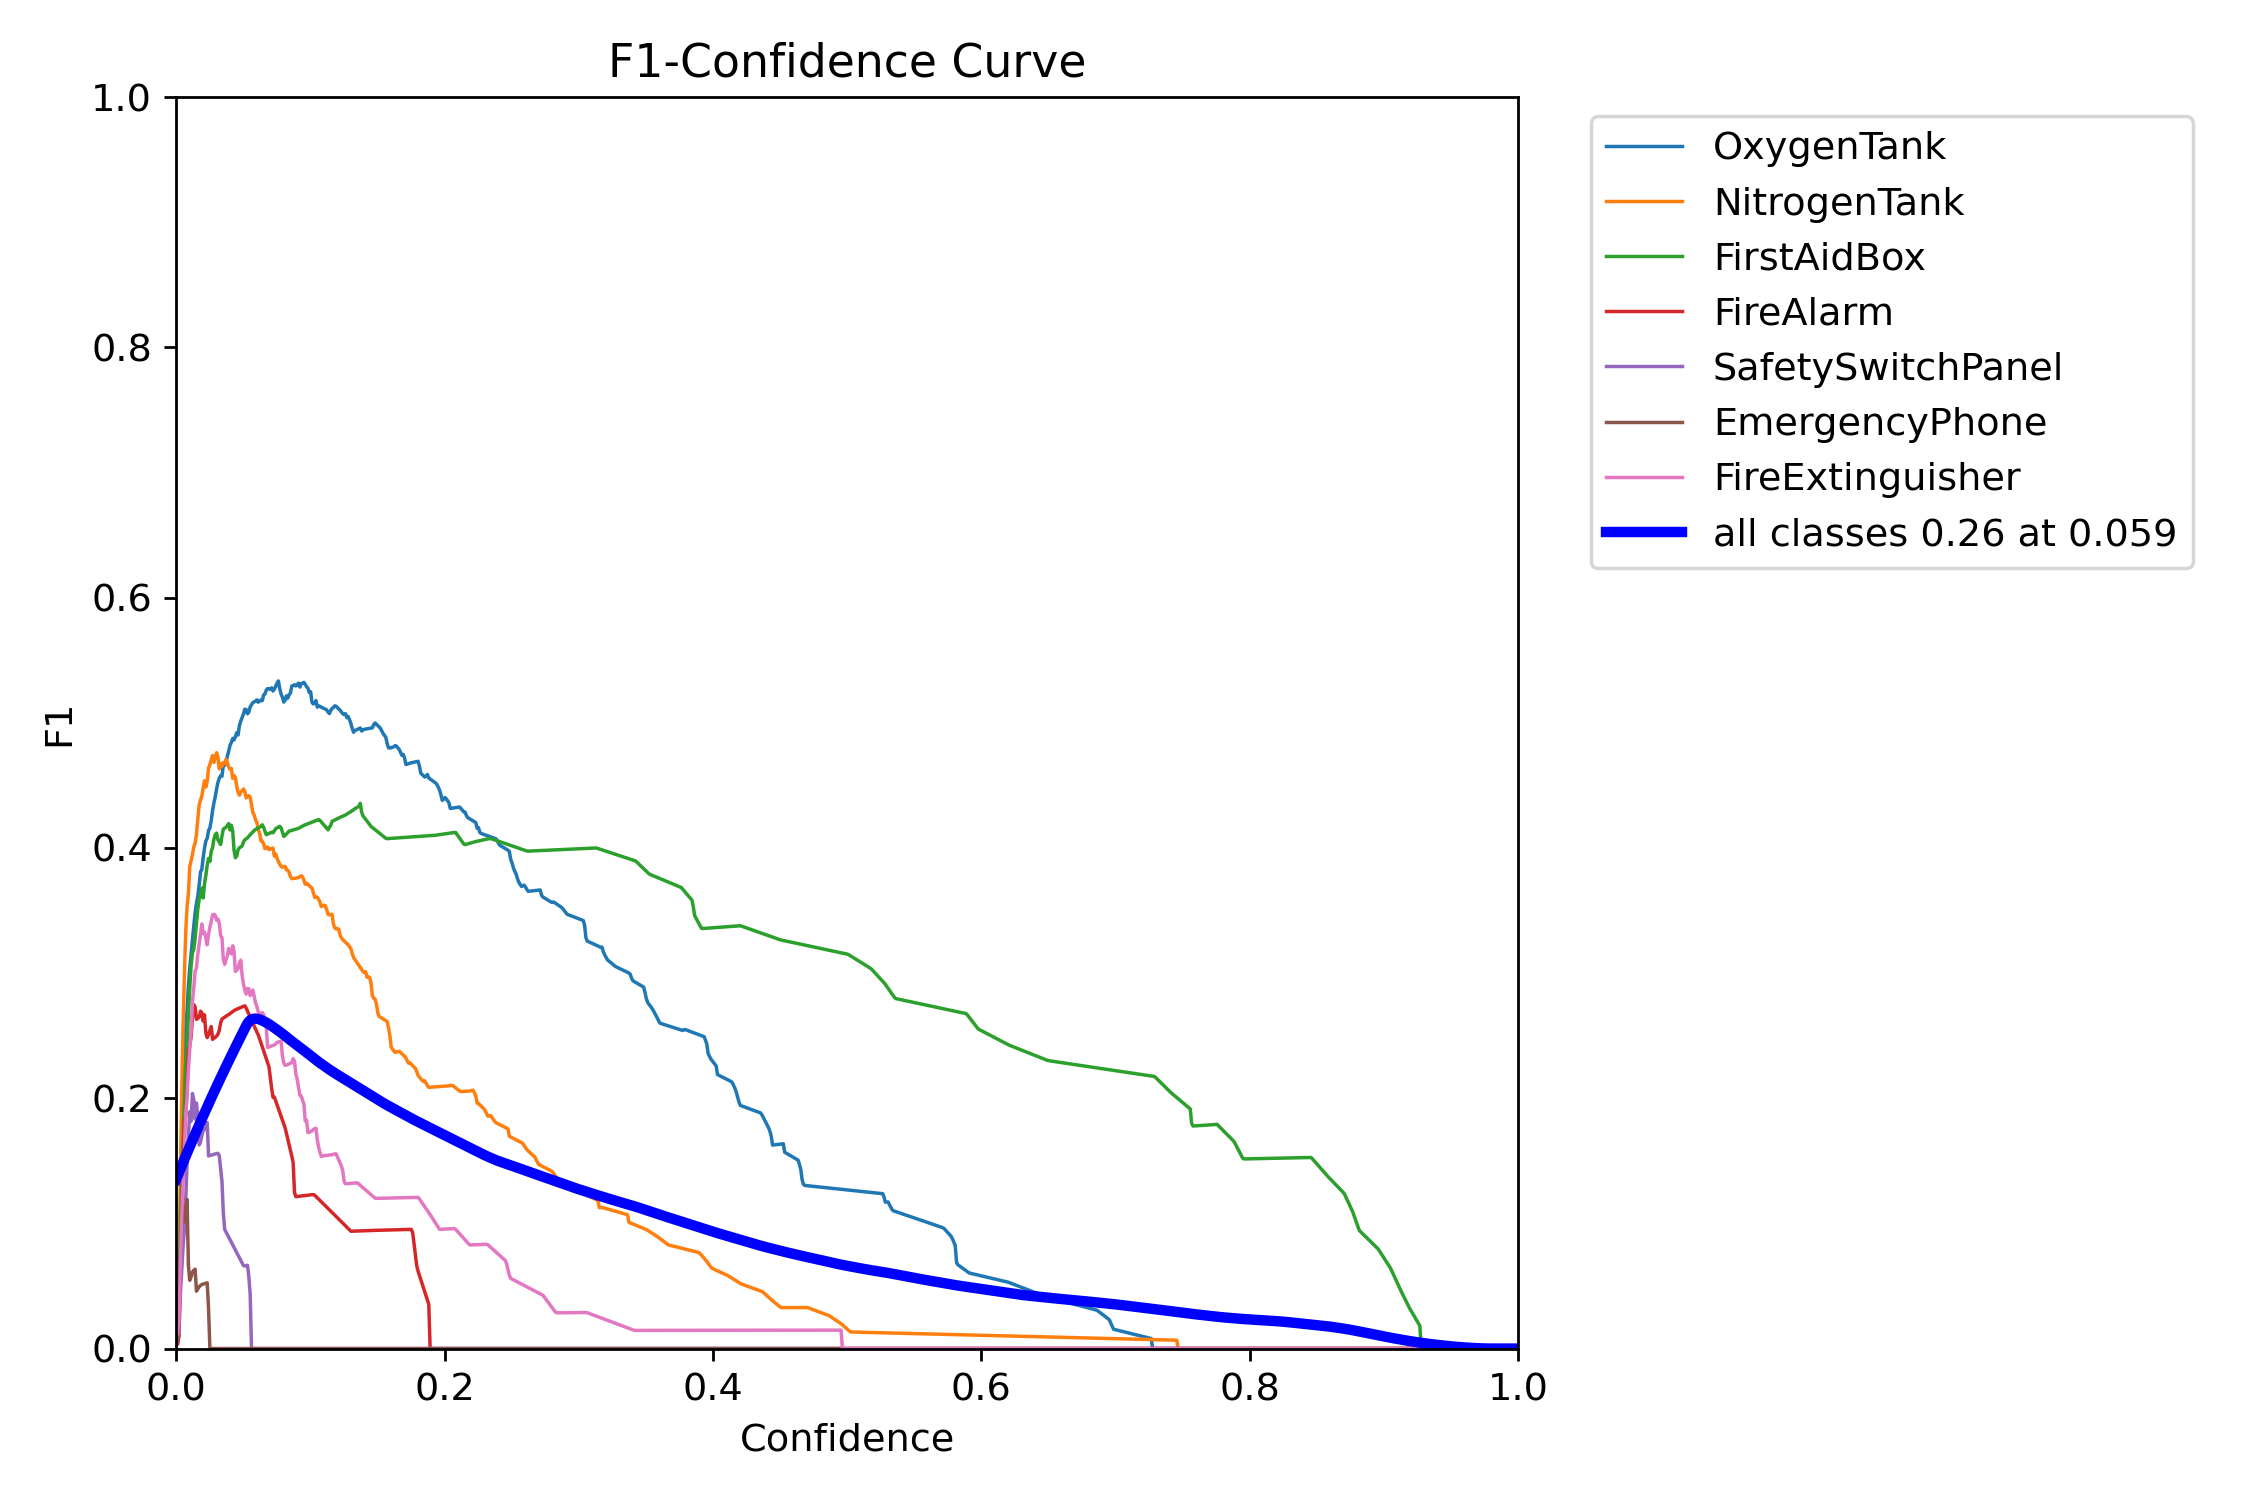 F1-Confidence Curve
1.0
0.8
0.6
0.4
0.2
0.0
F1
0.0 0.2 0.4 0.6 0.8 1.0
Confidence
OxygenTank
NitrogenTank
FirstAidBox
FireAlarm
SafetySwitchPanel
EmergencyPhone
FireExtinguisher
all classes 0.26 at 0.059